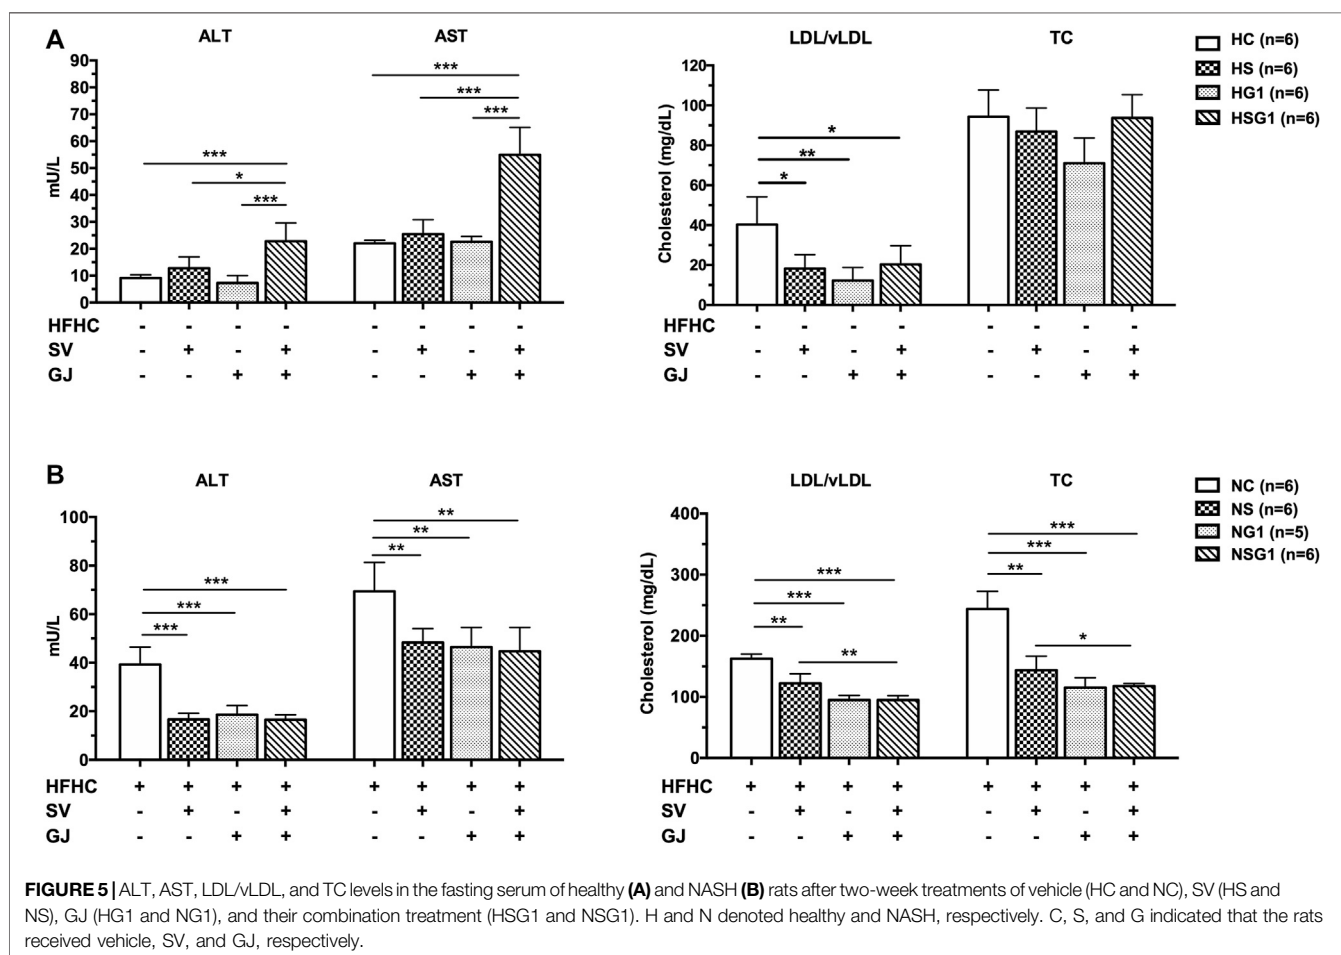 A
ALT
AST
90
80
70
60
50
40
30
20
10
0
mU/L
***
*
***
***
***
***
HFHC - - - - - - - -
SV - + - + - + - +
GJ - - + + - - + +
LDL/vLDL
TC
120
100
80
60
40
20
0
Cholesterol (mg/dL)
*
**
*
HFHC - - - - - - - -
SV - + - + - + - +
GJ - - + + - - + +
HC (n=6)
HS (n=6)
HG1 (n=6)
HSG1 (n=6)
B
ALT
AST
100
80
60
40
20
0
mU/L
***
***
***
**
**
**
HFHC + + + + + + + +
SV - + - + - + - +
GJ - - + + - - + +
LDL/vLDL
TC
400
300
200
100
0
Cholesterol (mg/dL)
***
***
**
**
***
***
**
*
HFHC + + + + + + + +
SV - + - + - + - +
GJ - - + + - - + +
NC (n=6)
NS (n=6)
NG1 (n=5)
NSG1 (n=6)
FIGURE 5 | ALT, AST, LDL/vLDL, and TC levels in the fasting serum of healthy (A) and NASH (B) rats after two-week treatments of vehicle (HC and NC), SV (HS and
NS), GJ (HG1 and NG1), and their combination treatment (HSG1 and NSG1). H and N denoted healthy and NASH, respectively. C, S, and G indicated that the rats
received vehicle, SV, and GJ, respectively.